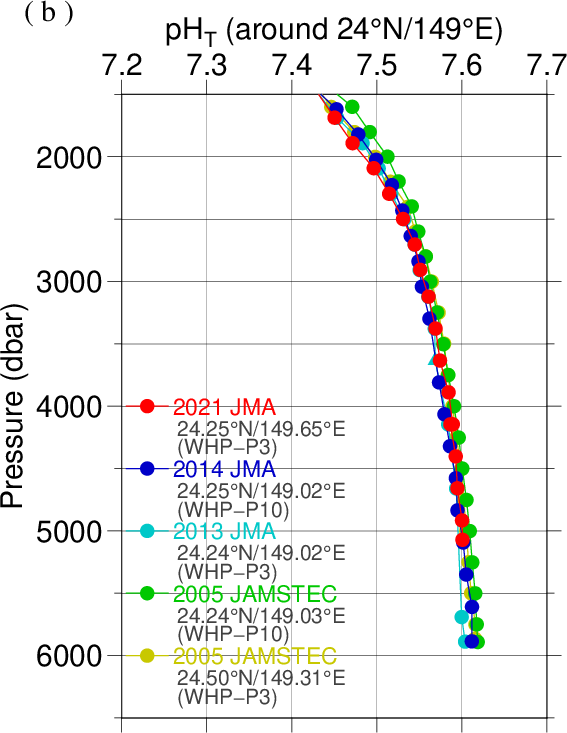 ( b )
pH_T (around 24°N/149°E)
7.2 7.3 7.4 7.5 7.6 7.7
2000
3000
4000
5000
6000
Pressure (dbar)
2021 JMA
24.25°N/149.65°E
(WHP−P3)
2014 JMA
24.25°N/149.02°E
(WHP−P10)
2013 JMA
24.24°N/149.02°E
(WHP−P3)
2005 JAMSTEC
24.24°N/149.03°E
(WHP−P10)
2005 JAMSTEC
24.50°N/149.31°E
(WHP−P3)